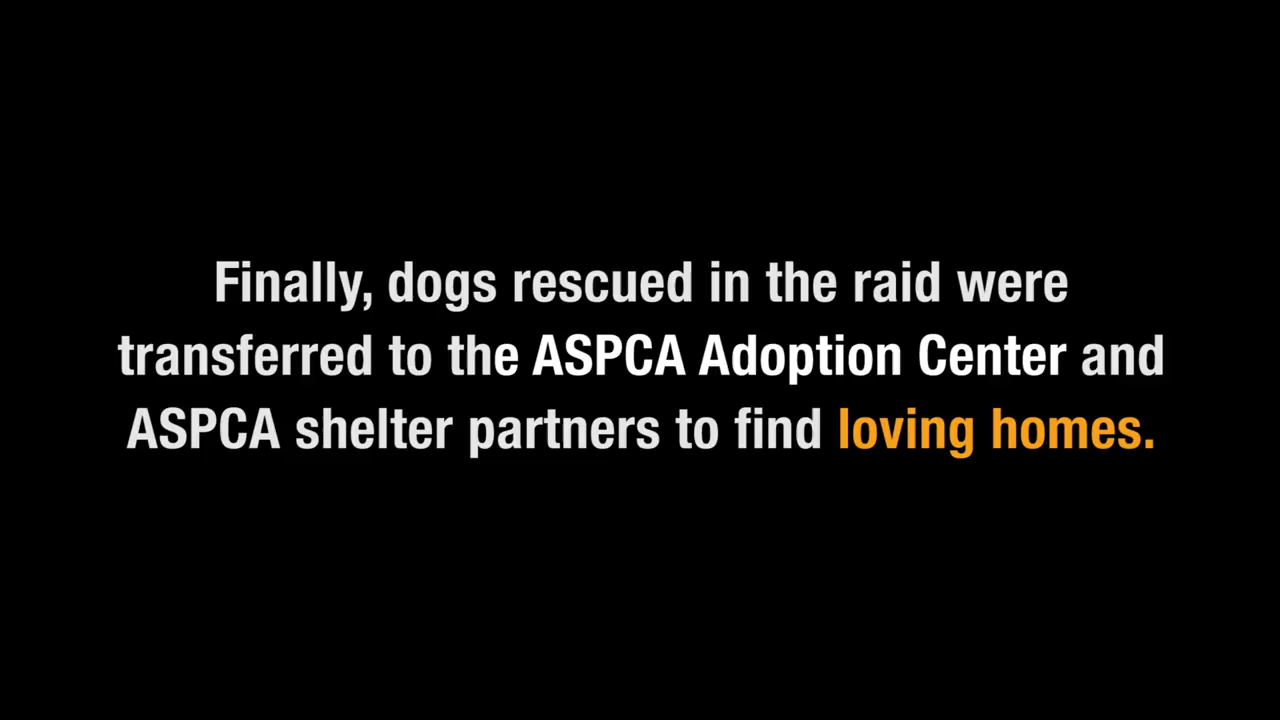 Finally, dogs rescued in the raid were
transferred to the ASPCA Adoption Center and
ASPCA shelter partners to find loving homes.